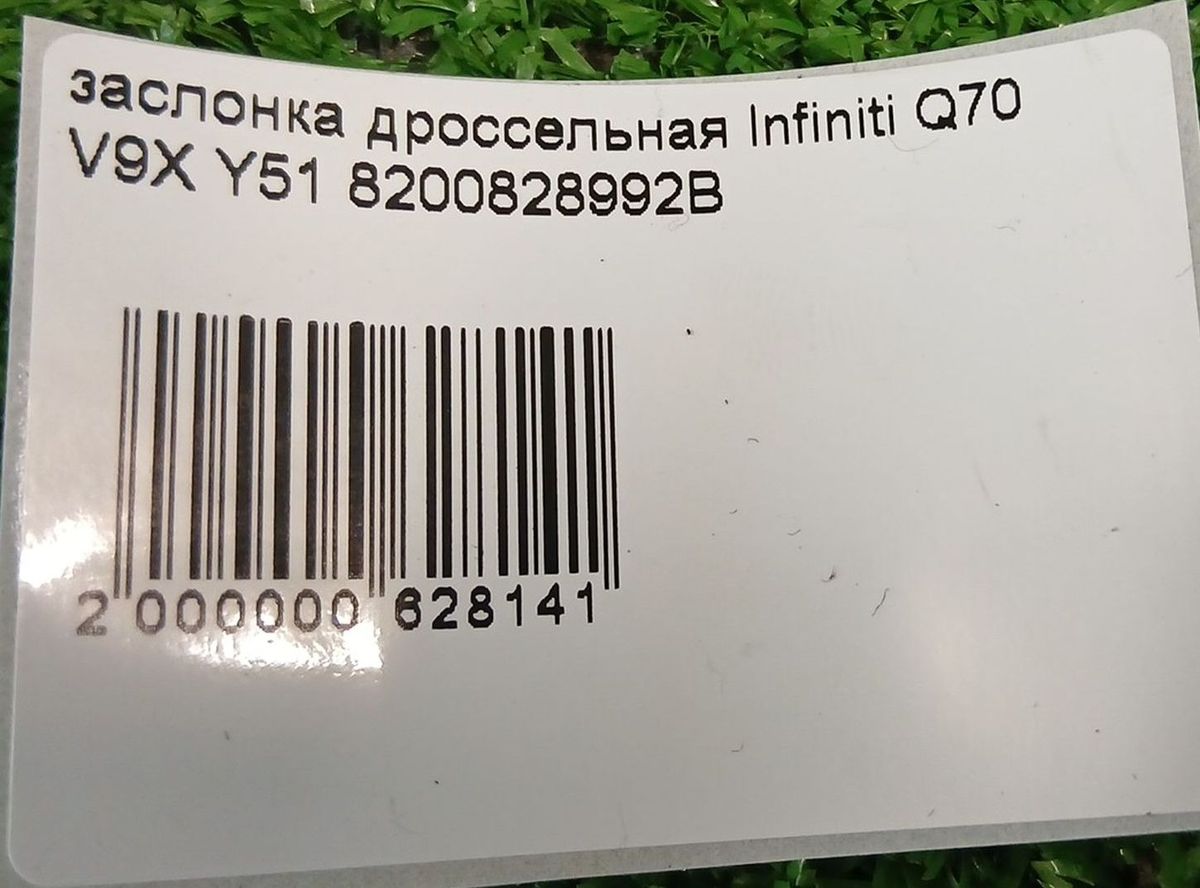 заслонка дроссельная Infiniti Q70
V9X Y51 8200828992B
2 000000 628141